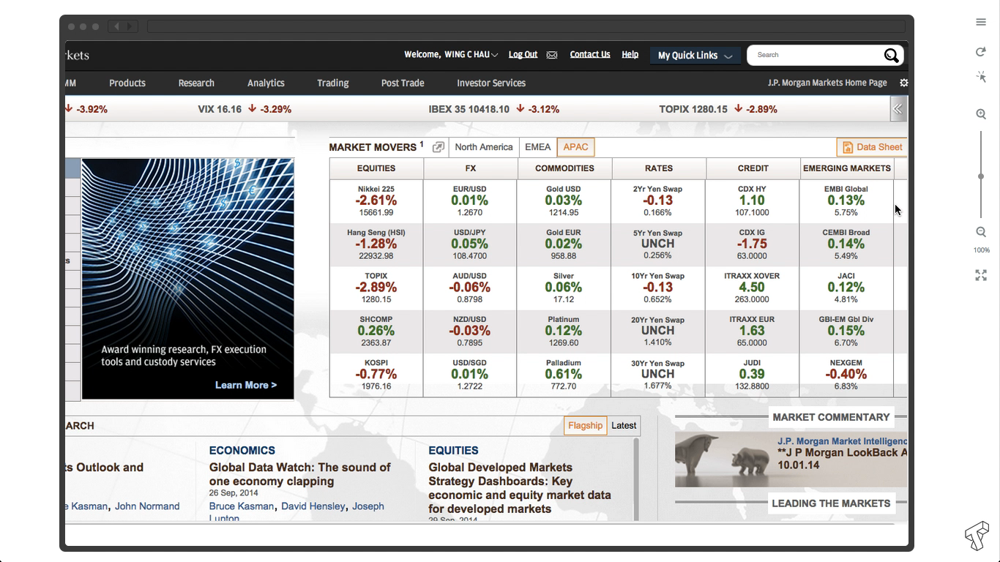 rkets
Welcome, WING C HAU
Log Out
Contact Us
Help
My Quick Links
Search
MM
Products
Research
Analytics
Trading
Post Trade
Investor Services
J.P. Morgan Markets Home Page
-3.92%
VIX 16.16 -3.29%
IBEX 35 10418.10 -3.12%
TOPIX 1280.15 -2.89%
MARKET MOVERS 1
North America
EMEA
APAC
Data Sheet
EQUITIES
FX
COMMODITIES
RATES
CREDIT
EMERGING MARKETS
Nikkei 225
-2.61%
15661.99
EUR/USD
0.01%
1.2670
Gold USD
0.03%
1214.95
2Yr Yen Swap
-0.13
0.166%
CDX HY
1.10
107.1000
EMBI Global
0.13%
5.75%
Hang Seng (HSI)
-1.28%
22932.98
USD/JPY
0.05%
108.4700
Gold EUR
0.02%
958.88
5Yr Yen Swap
UNCH
0.256%
CDX IG
-1.75
63.0000
CEMBI Broad
0.14%
5.49%
TOPIX
-2.89%
1280.15
AUD/USD
-0.06%
0.8798
Silver
0.06%
17.12
10Yr Yen Swap
-0.13
0.652%
ITRAXX XOVER
4.50
263.0000
JACI
0.12%
4.81%
SHCOMP
0.26%
2363.87
NZD/USD
-0.03%
0.7895
Platinum
0.12%
1269.60
20Yr Yen Swap
UNCH
1.410%
ITRAXX EUR
1.63
65.0000
GBI-EM Gbl Div
0.15%
6.70%
KOSPI
-0.77%
1976.16
USD/SGD
0.01%
1.2722
Palladium
0.61%
772.70
30Yr Yen Swap
UNCH
1.677%
JUDI
0.39
132.8800
NEXGEM
-0.40%
6.83%
s
Award winning research, FX execution
tools and custody services
Learn More >
ARCH
Flagship
Latest
ts Outlook and
e Kasman, John Normand
ECONOMICS
Global Data Watch: The sound of
one economy clapping
26 Sep, 2014
Bruce Kasman, David Hensley, Joseph
Lupton
EQUITIES
Global Developed Markets
Strategy Dashboards: Key
economic and equity market data
for developed markets
29 Sep, 2014
MARKET COMMENTARY
J.P. Morgan Market Intelligenc
**J P Morgan LookBack A
10.01.14
LEADING THE MARKETS
100%